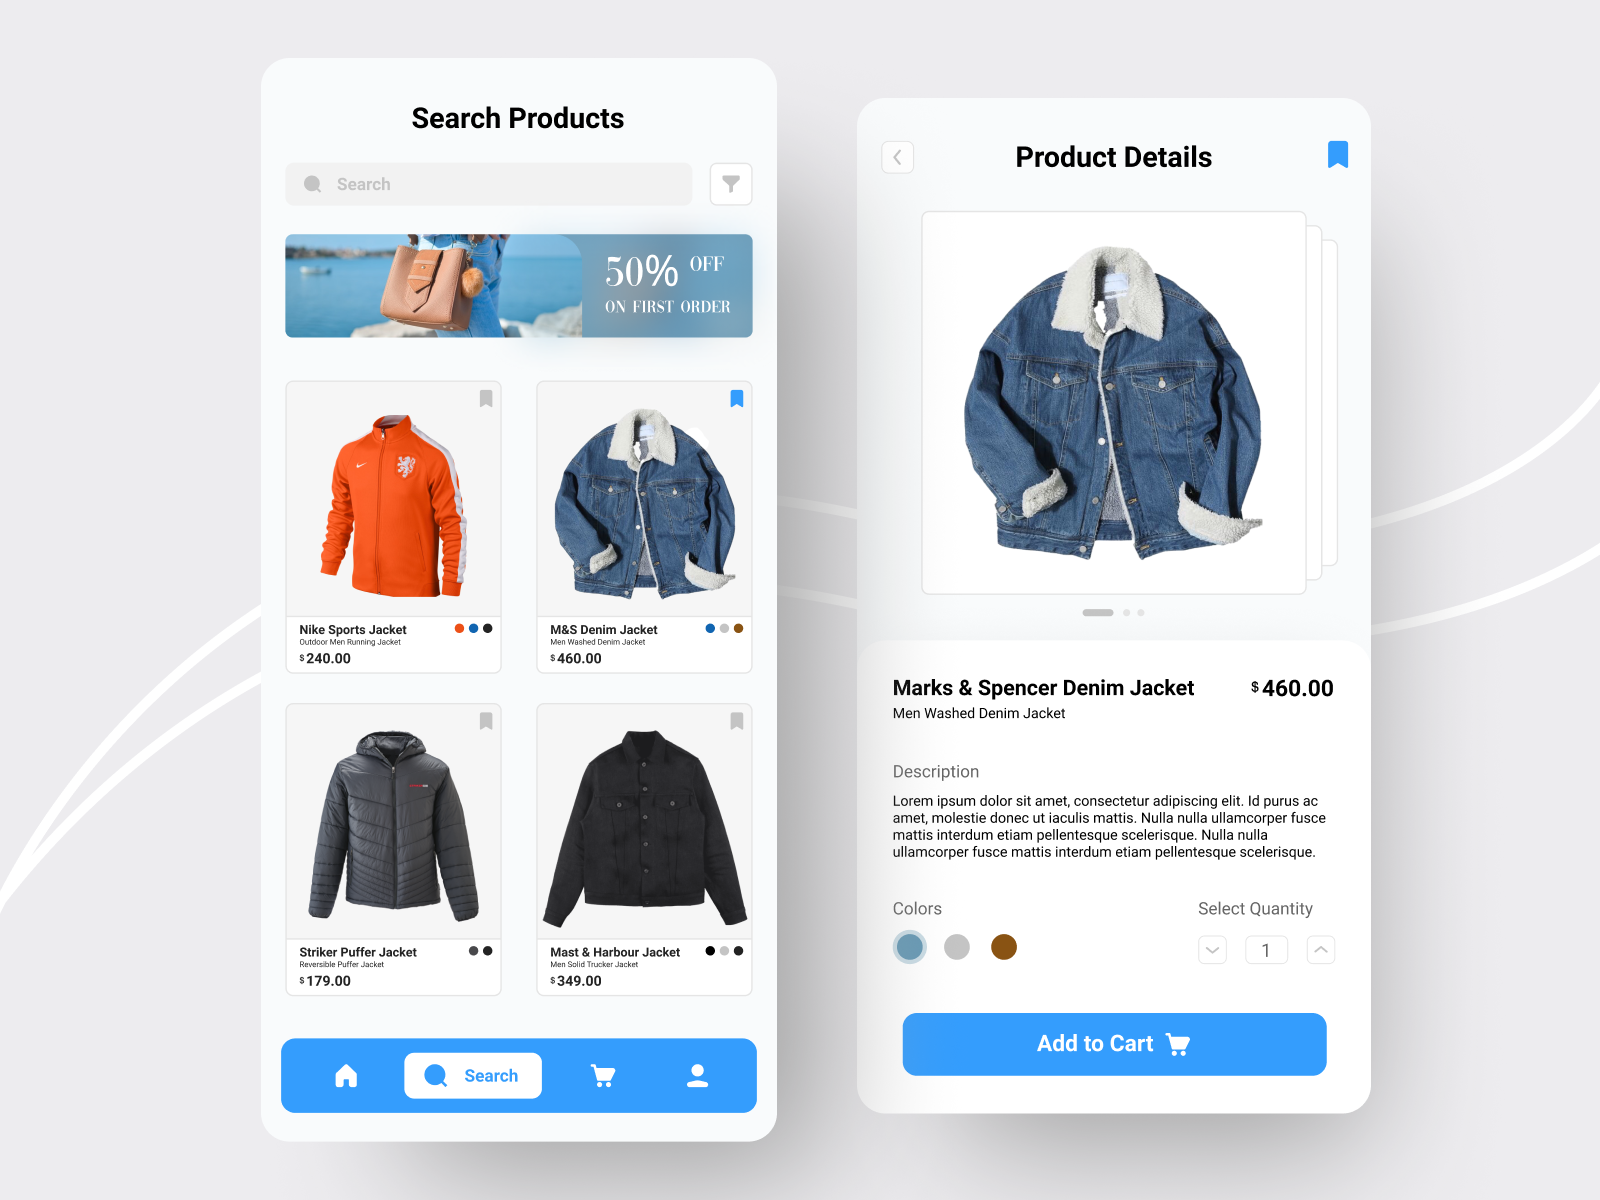 Search Products
Search
50% OFF
ON FIRST ORDER
Nike Sports Jacket
Outdoor Men Running Jacket
$240.00
M&S Denim Jacket
Men Washed Denim Jacket
$460.00
Striker Puffer Jacket
Reversible Puffer Jacket
$179.00
Mast & Harbour Jacket
Men Solid Trucker Jacket
$349.00
Search
Product Details
Marks & Spencer Denim Jacket
$460.00
Men Washed Denim Jacket
Description
Lorem ipsum dolor sit amet, consectetur adipiscing elit. Id purus ac
amet, molestie donec ut iaculis mattis. Nulla nulla ullamcorper fusce
mattis interdum etiam pellentesque scelerisque. Nulla nulla
ullamcorper fusce mattis interdum etiam pellentesque scelerisque.
Colors
Select Quantity
1
Add to Cart